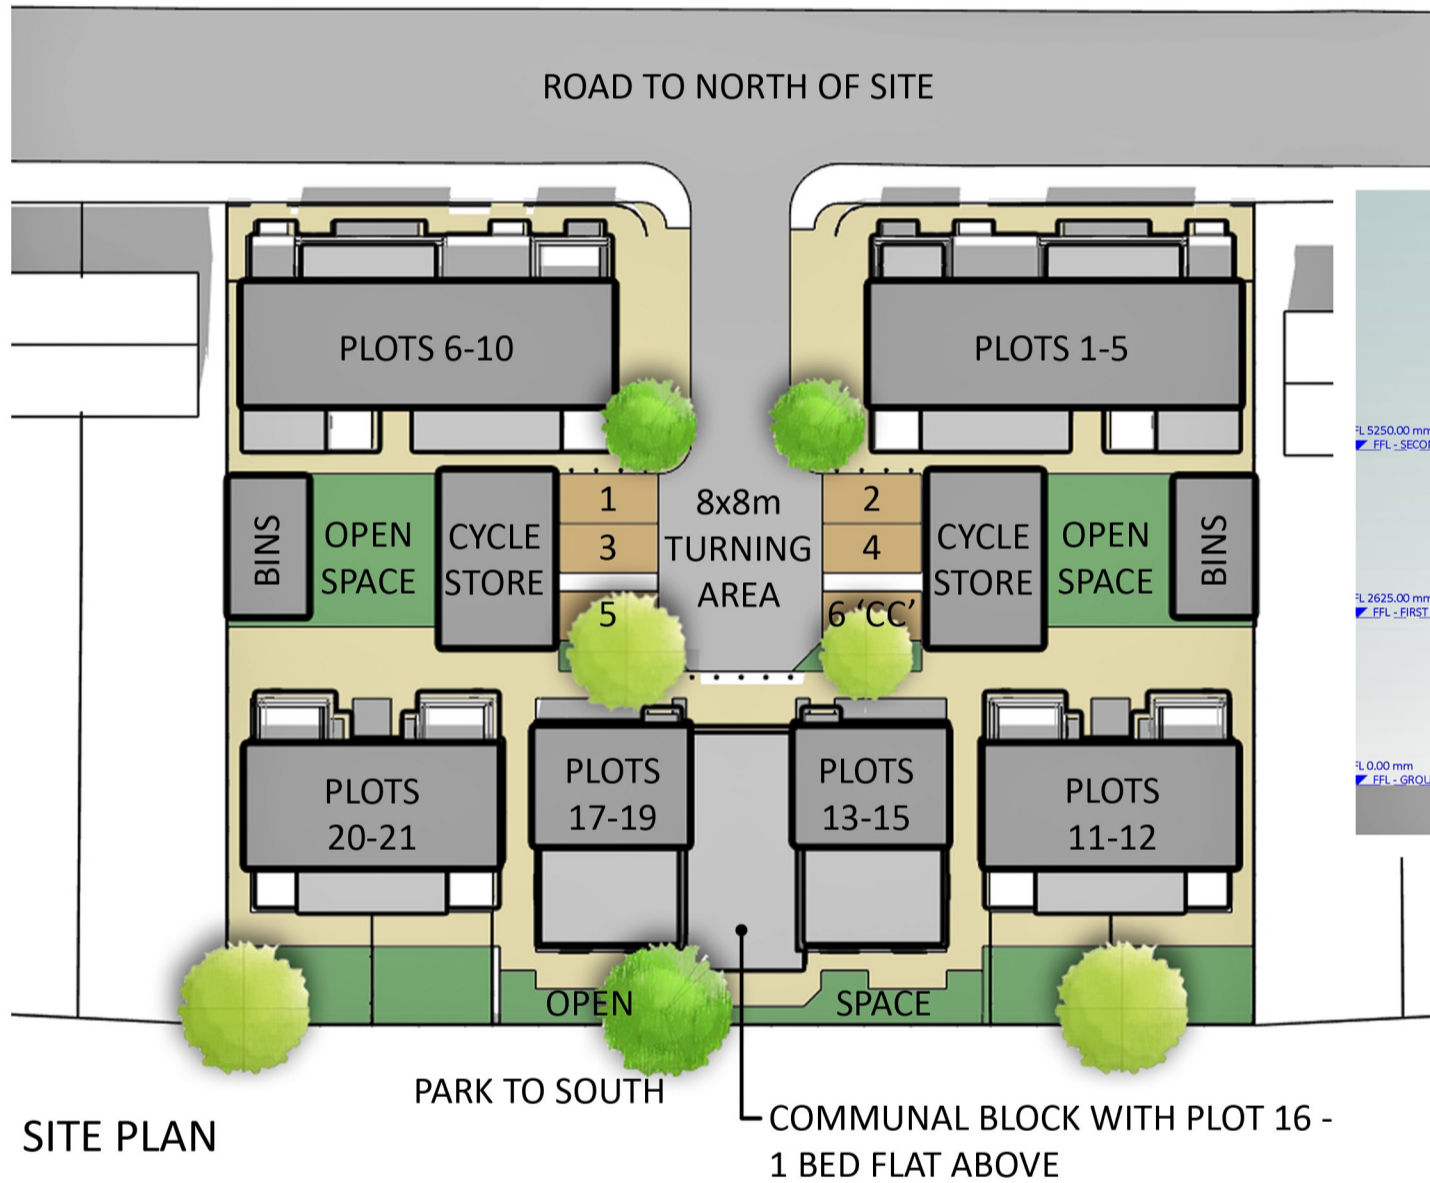 ROAD TO NORTH OF SITE
PLOTS 6-10
PLOTS 1-5
BINS
OPEN
SPACE
CYCLE
STORE
1
3
5
8x8m
TURNING
AREA
2
4
6 'CC'
CYCLE
STORE
OPEN
SPACE
BINS
FL 5250.00 mm
FFL - SECO
FL 2625.00 mm
FFL - FIRST
FL 0.00 mm
FFL - GROU
PLOTS
20-21
PLOTS
17-19
PLOTS
13-15
PLOTS
11-12
OPEN SPACE
PARK TO SOUTH
SITE PLAN
COMMUNAL BLOCK WITH PLOT 16 -
1 BED FLAT ABOVE